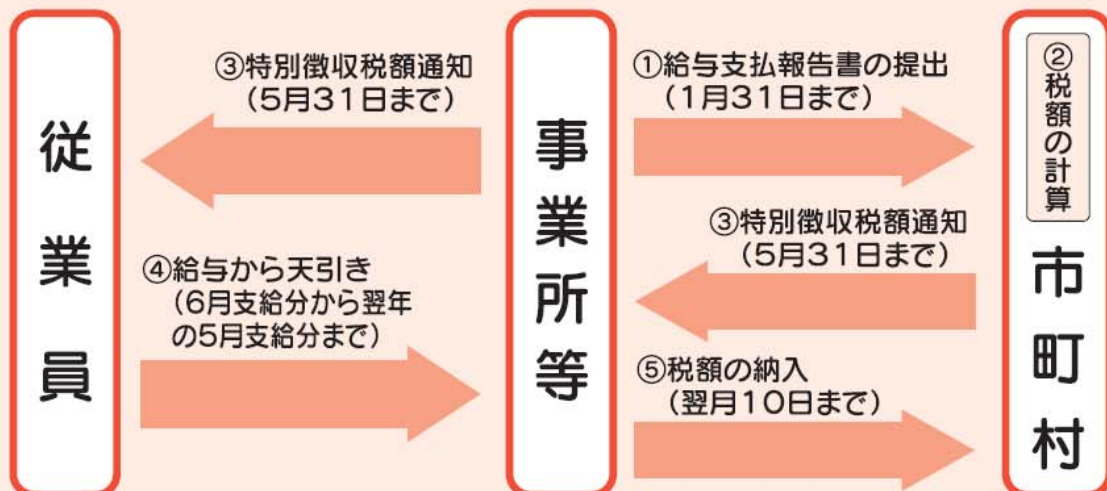 従業員
③特別徴収税額通知
（5月31日まで）
④給与から天引き
（6月支給分から翌年
の5月支給分まで）
事業所等
①給与支払報告書の提出
（1月31日まで）
③特別徴収税額通知
（5月31日まで）
⑤税額の納入
（翌月10日まで）
②税額の計算
市町村